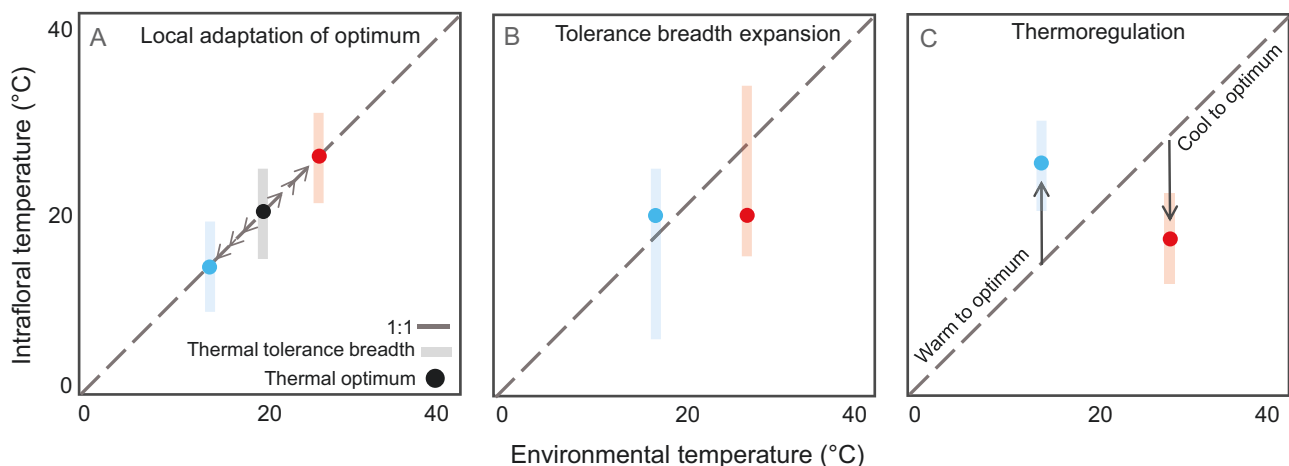 Intrafloral temperature (°C)
40
20
0
A
Local adaptation of optimum
1:1
Thermal tolerance breadth
Thermal optimum
0
20
40
B
Tolerance breadth expansion
0
20
40
C
Thermoregulation
Warm to optimum
Cool to optimum
0
20
40
Environmental temperature (°C)